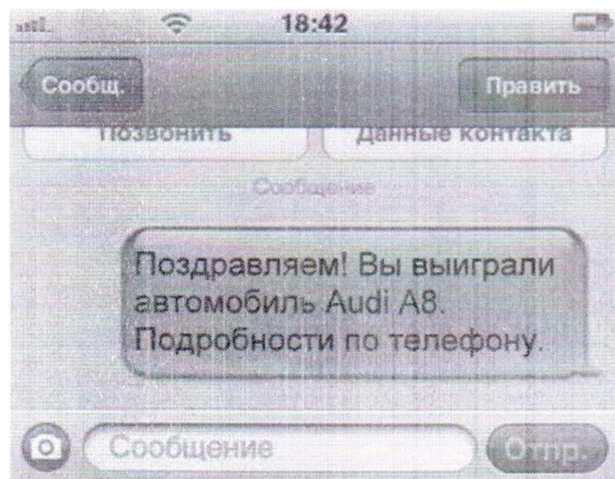 18:42
Сообщ.
Править
Позвонить
Данные контакта
Сообщение
Поздравляем! Вы выиграли
автомобиль Audi A8.
Подробности по телефону.
Сообщение
Отпр.